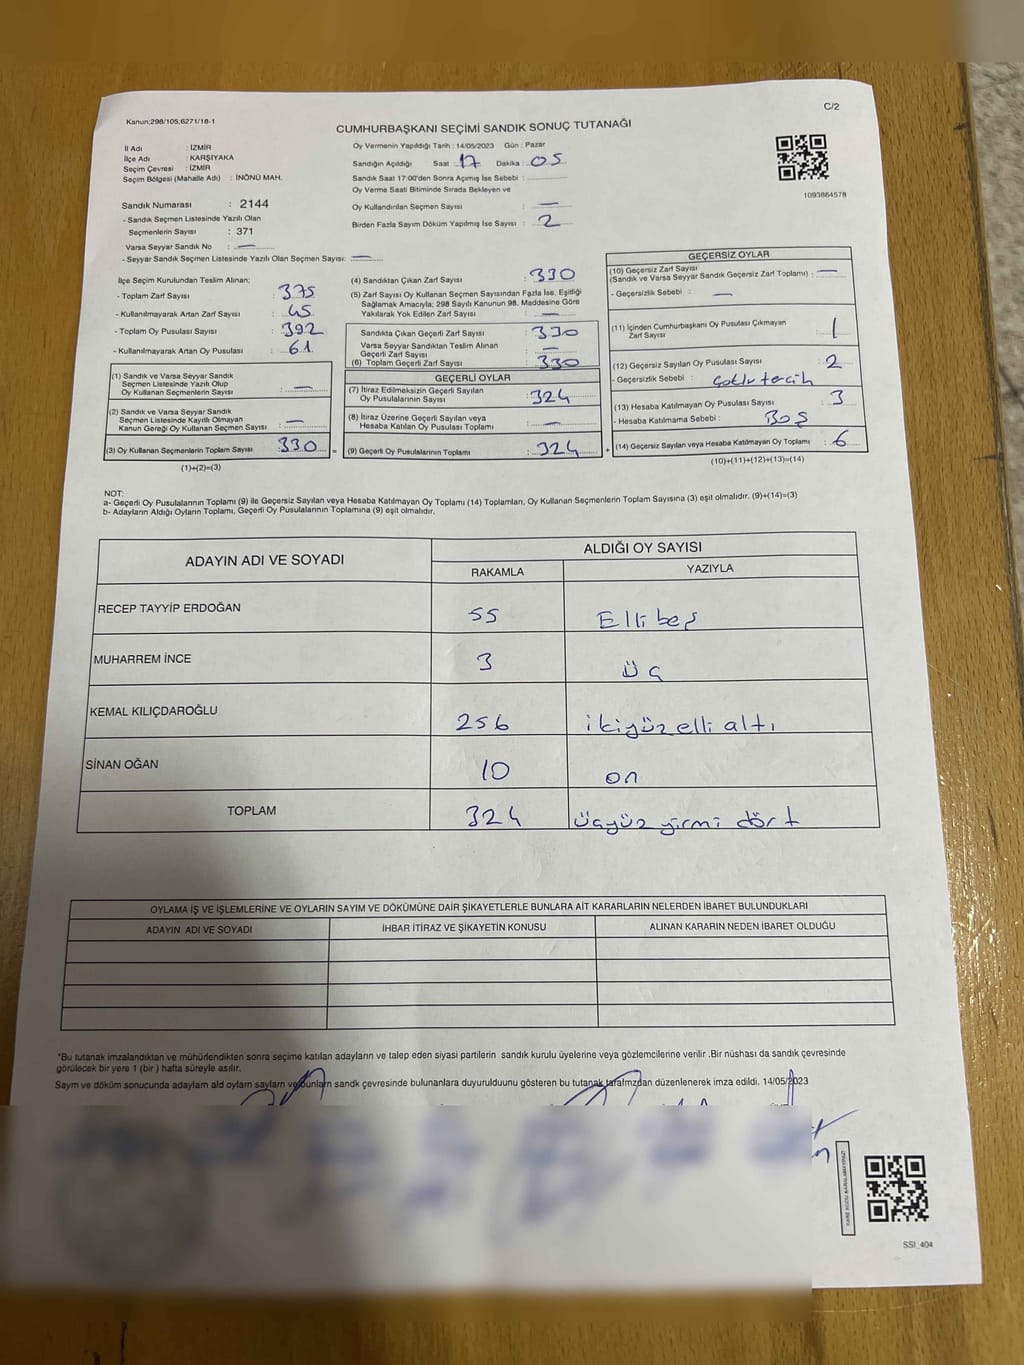 C/2
Kanun;298/105;6271/18-1
CUMHURBAŞKANI SEÇİMİ SANDIK SONUÇ TUTANAĞI
İl Adı : İZMİR
İlçe Adı : KARŞIYAKA
Seçim Çevresi : İZMİR
Seçim Bölgesi (Mahalle Adı) : İNÖNÜ MAH.
Sandık Numarası : 2144
- Sandık Seçmen Listesinde Yazılı Olan
Seçmenlerin Sayısı : 371
Varsa Seyyar Sandık No : —
- Seyyar Sandık Seçmen Listesinde Yazılı Olan Seçmen Sayısı: —
Oy Vermenin Yapıldığı Tarih : 14/05/2023 Gün : Pazar
Sandığın Açıldığı Saat : 17 Dakika : 05
Sandık Saat 17:00'den Sonra Açımış İse Sebebi :
Oy Verme Saati Bitiminde Sırada Bekleyen ve
Oy Kullandırılan Seçmen Sayısı : —
Birden Fazla Sayım Döküm Yapılmış İse Sayısı : 2
1093864578
İlçe Seçim Kurulundan Teslim Alınan;
- Toplam Zarf Sayısı : 375
- Kullanılmayarak Artan Zarf Sayısı : 45
- Toplam Oy Pusulası Sayısı : 392
- Kullanılmayarak Artan Oy Pusulası : 61
(1) Sandık ve Varsa Seyyar Sandık
Seçmen Listesinde Yazılı Olup
Oy Kullanan Seçmenlerin Sayısı : —
(2) Sandık ve Varsa Seyyar Sandık
Seçmen Listesinde Kayıtlı Olmayan
Kanun Gereği Oy Kullanan Seçmen Sayısı : —
(3) Oy Kullanan Seçmenlerin Toplam Sayısı :330 =
(1)+(2)=(3)
(4) Sandıktan Çıkan Zarf Sayısı : 330
(5) Zarf Sayısı Oy Kullanan Seçmen Sayısından Fazla İse, Eşitliği
Sağlamak Amacıyla; 298 Sayılı Kanunun 98. Maddesine Göre
Yakılarak Yok Edilen Zarf Sayısı : —
Sandıkta Çıkan Geçerli Zarf Sayısı : 330
Varsa Seyyar Sandıktan Teslim Alınan
Geçerli Zarf Sayısı : —
(6) Toplam Geçerli Zarf Sayısı : 330
GEÇERLİ OYLAR
(7) İtiraz Edilmeksizin Geçerli Sayılan
Oy Pusulalarının Sayısı : 324
(8) İtiraz Üzerine Geçerli Sayılan veya
Hesaba Katılan Oy Pusulası Toplamı : —
(9) Geçerli Oy Pusulalarının Toplamı : 324 +
GEÇERSİZ OYLAR
(10) Geçersiz Zarf Sayısı
(Sandık ve Varsa Seyyar Sandık Geçersiz Zarf Toplamı) : —
- Geçersizlik Sebebi : —
(11) İçinden Cumhurbaşkanı Oy Pusulası Çıkmayan
Zarf Sayısı : 1
(12) Geçersiz Sayılan Oy Pusulası Sayısı : 2
- Geçersizlik Sebebi : çoklu tercih
(13) Hesaba Katılmayan Oy Pusulası Sayısı : 3
- Hesaba Katılmama Sebebi : Boş
(14) Geçersiz Sayılan veya Hesaba Katılmayan Oy Toplamı : 6
(10)+(11)+(12)+(13)=(14)
NOT:
a- Geçerli Oy Pusulalarının Toplamı (9) ile Geçersiz Sayılan veya Hesaba Katılmayan Oy Toplamı (14) Toplamları, Oy Kullanan Seçmenlerin Toplam Sayısına (3) eşit olmalıdır. (9)+(14)=(3)
b- Adayların Aldığı Oyların Toplamı, Geçerli Oy Pusulalarının Toplamına (9) eşit olmalıdır.
ADAYIN ADI VE SOYADI ALDIĞI OY SAYISI
RAKAMLA YAZIYLA
RECEP TAYYİP ERDOĞAN 55 Elli beş
MUHARREM İNCE 3 üç
KEMAL KILIÇDAROĞLU 256 ikiyüz elli altı
SİNAN OĞAN 10 on
TOPLAM 324 üçyüz yirmi dört
OYLAMA İŞ VE İŞLEMLERİNE VE OYLARIN SAYIM VE DÖKÜMÜNE DAİR ŞİKAYETLERLE BUNLARA AİT KARARLARIN NELERDEN İBARET BULUNDUKLARI
ADAYIN ADI VE SOYADI İHBAR İTİRAZ VE ŞİKAYETİN KONUSU ALINAN KARARIN NEDEN İBARET OLDUĞU
*Bu tutanak imzalandıktan ve mühürlendikten sonra seçime katılan adayların ve talep eden siyasi partilerin sandık kurulu üyelerine veya gözlemcilerine verilir .Bir nüshası da sandık çevresinde
görülecek bir yere 1 (bir ) hafta süreyle asılır.
Sayım ve döküm sonucunda adayların ald oyların sayıları ve bunların sandk çevresinde bulunanlara duyurulduunu gösteren bu tutanak tarafımzdan düzenlenerek imza edildi. 14/05/2023
SSİ_404